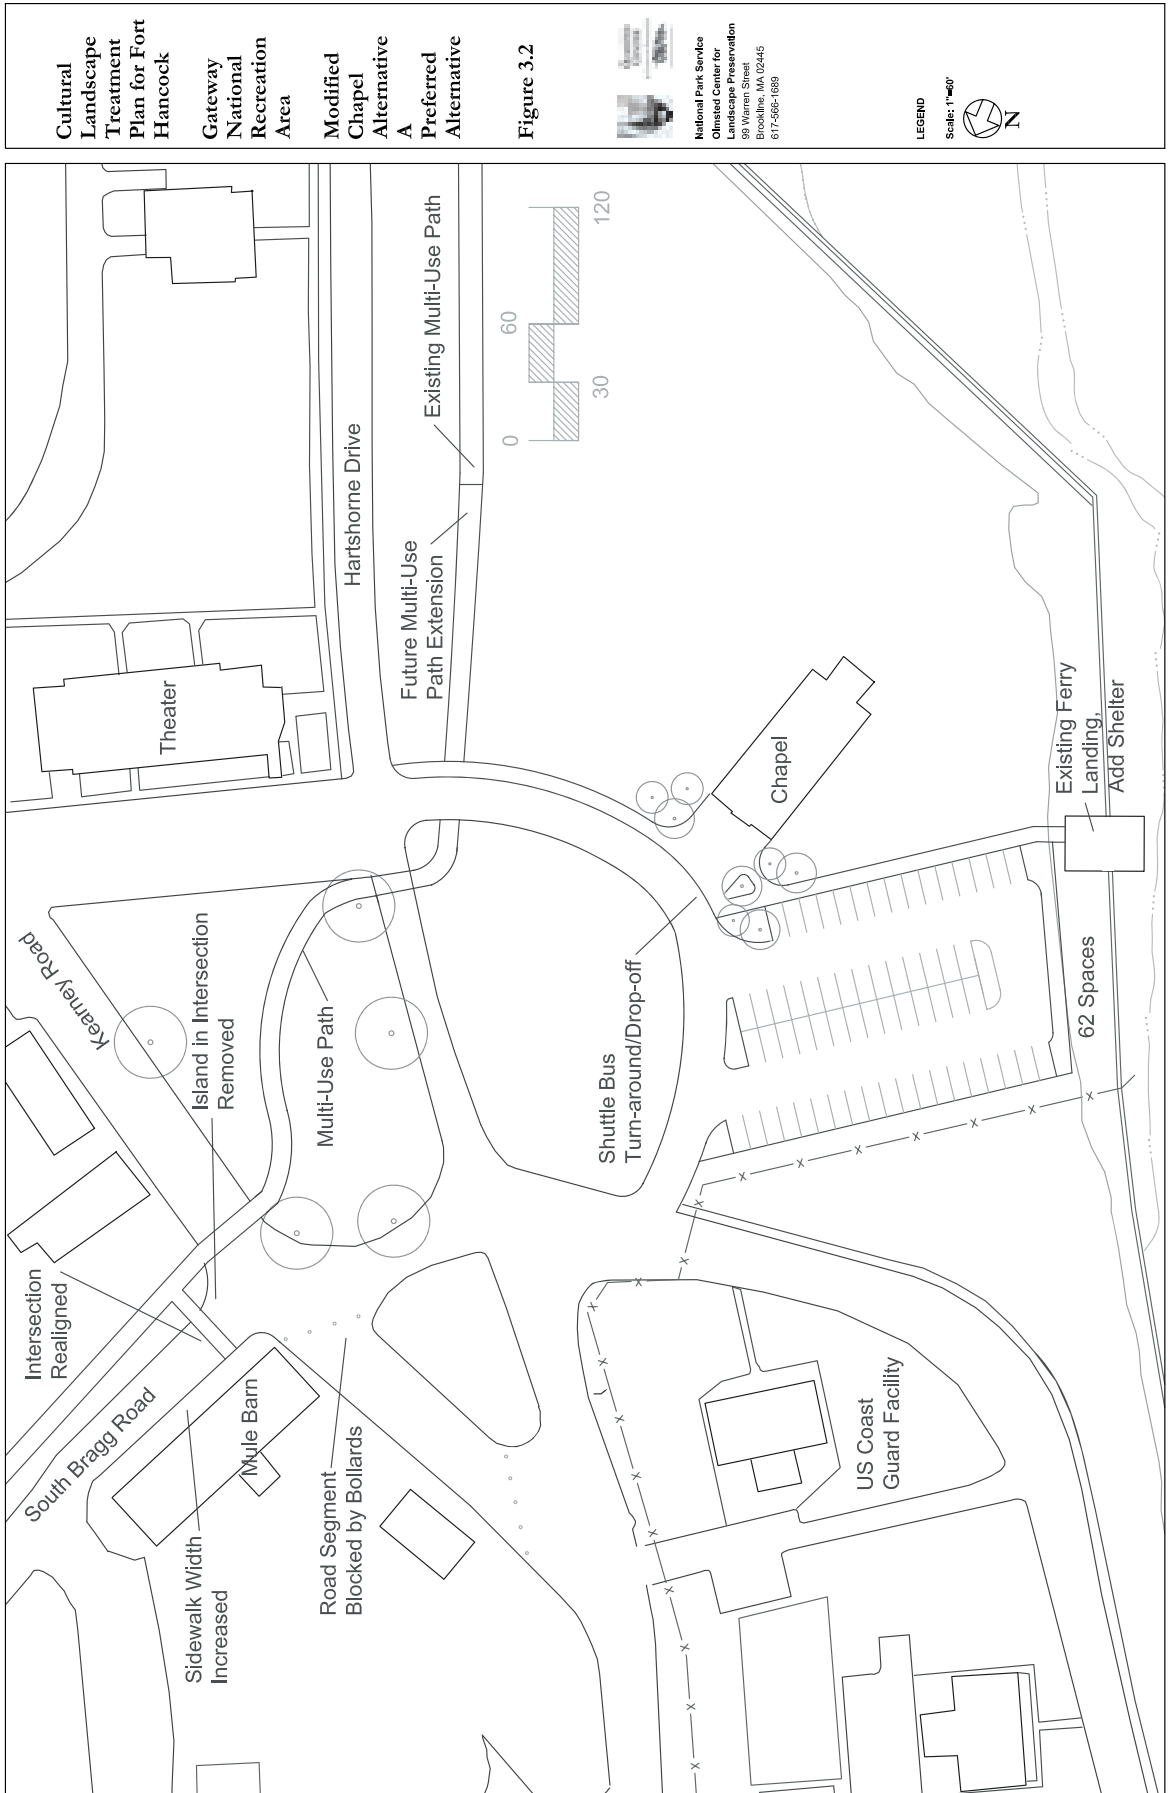 Cultural
Landscape
Treatment
Plan for Fort
Hancock
Gateway
National
Recreation
Area
Modified
Chapel
Alternative
A
Preferred
Alternative
Figure 3.2
National Park Service
Olmsted Center for
Landscape Preservation
99 Warren Street
Brookline, MA 02445
617-566-1689
LEGEND
Scale: 1"=60'
N
Theater
Hartshorne Drive
Existing Multi-Use Path
Future Multi-Use
Path Extension
0
30
60
120
Chapel
Existing Ferry
Landing,
Add Shelter
Kearney Road
Island in Intersection
Removed
Multi-Use Path
Shuttle Bus
Turn-around/Drop-off
62 Spaces
Intersection
Realigned
South Bragg Road
Mule Barn
Sidewalk Width
Increased
Road Segment
Blocked by Bollards
US Coast
Guard Facility